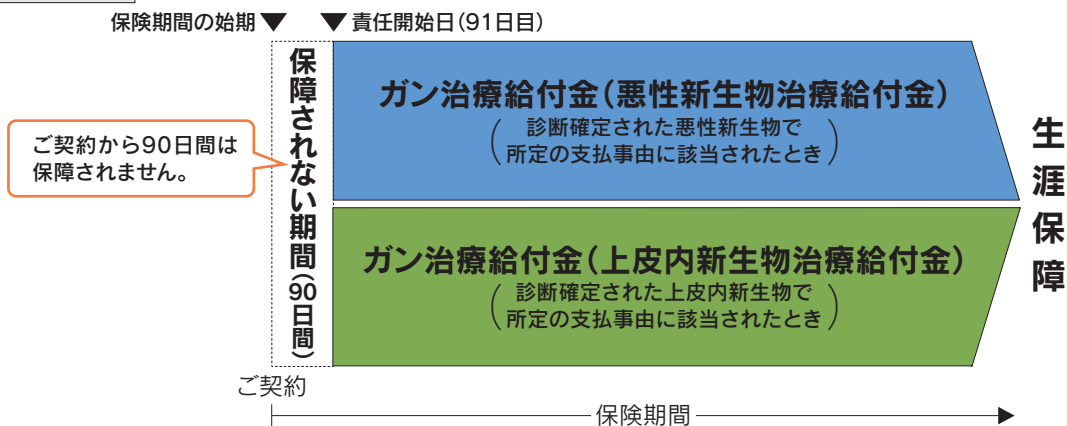 保険期間の始期▼
▼責任開始日(91日目)
ご契約から90日間は
保障されません。
保障されない期間(90日間)
ガン治療給付金(悪性新生物治療給付金)
(診断確定された悪性新生物で
所定の支払事由に該当されたとき)
ガン治療給付金(上皮内新生物治療給付金)
(診断確定された上皮内新生物で
所定の支払事由に該当されたとき)
生涯保障
ご契約
保険期間